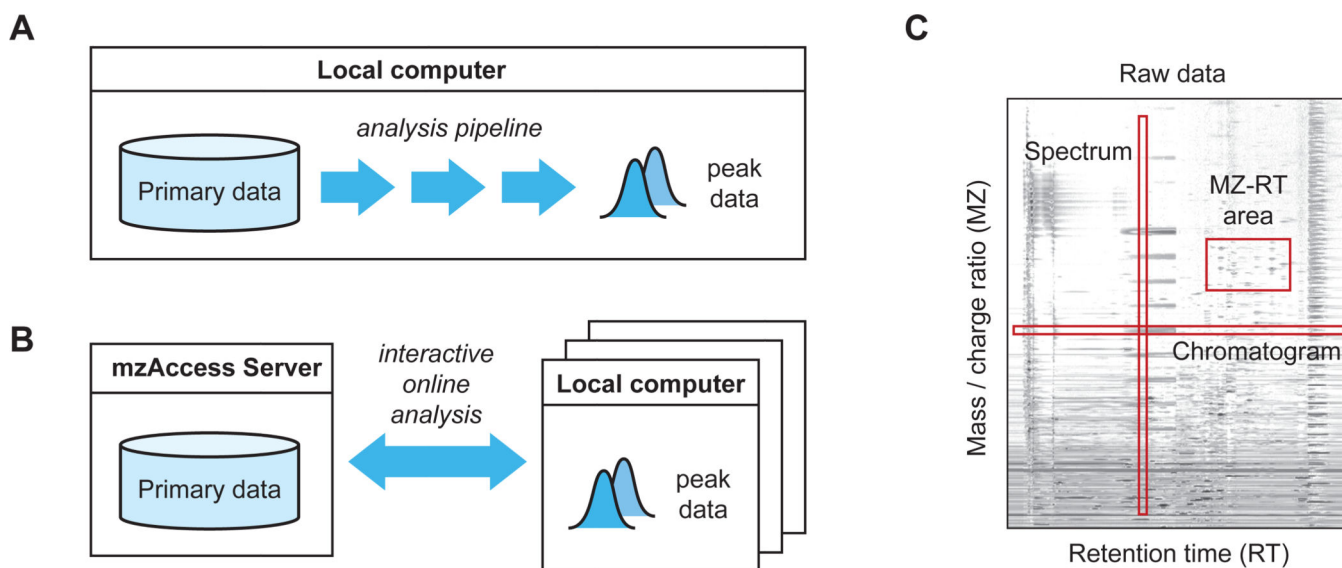 A
Local computer
analysis pipeline
Primary data
peak
data
B
mzAccess Server
Primary data
interactive
online
analysis
Local computer
peak
data
C
Raw data
Mass / charge ratio (MZ)
Spectrum
MZ-RT
area
Chromatogram
Retention time (RT)